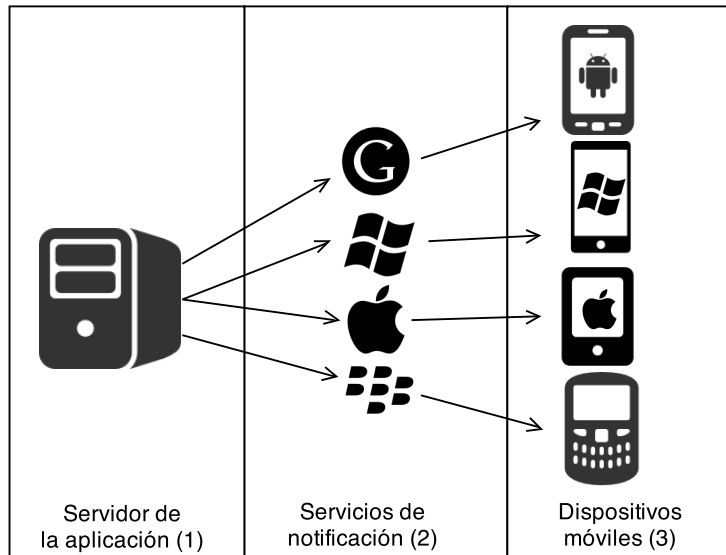 G
Servidor de
la aplicación (1)
Servicios de
notificación (2)
Dispositivos
móviles (3)